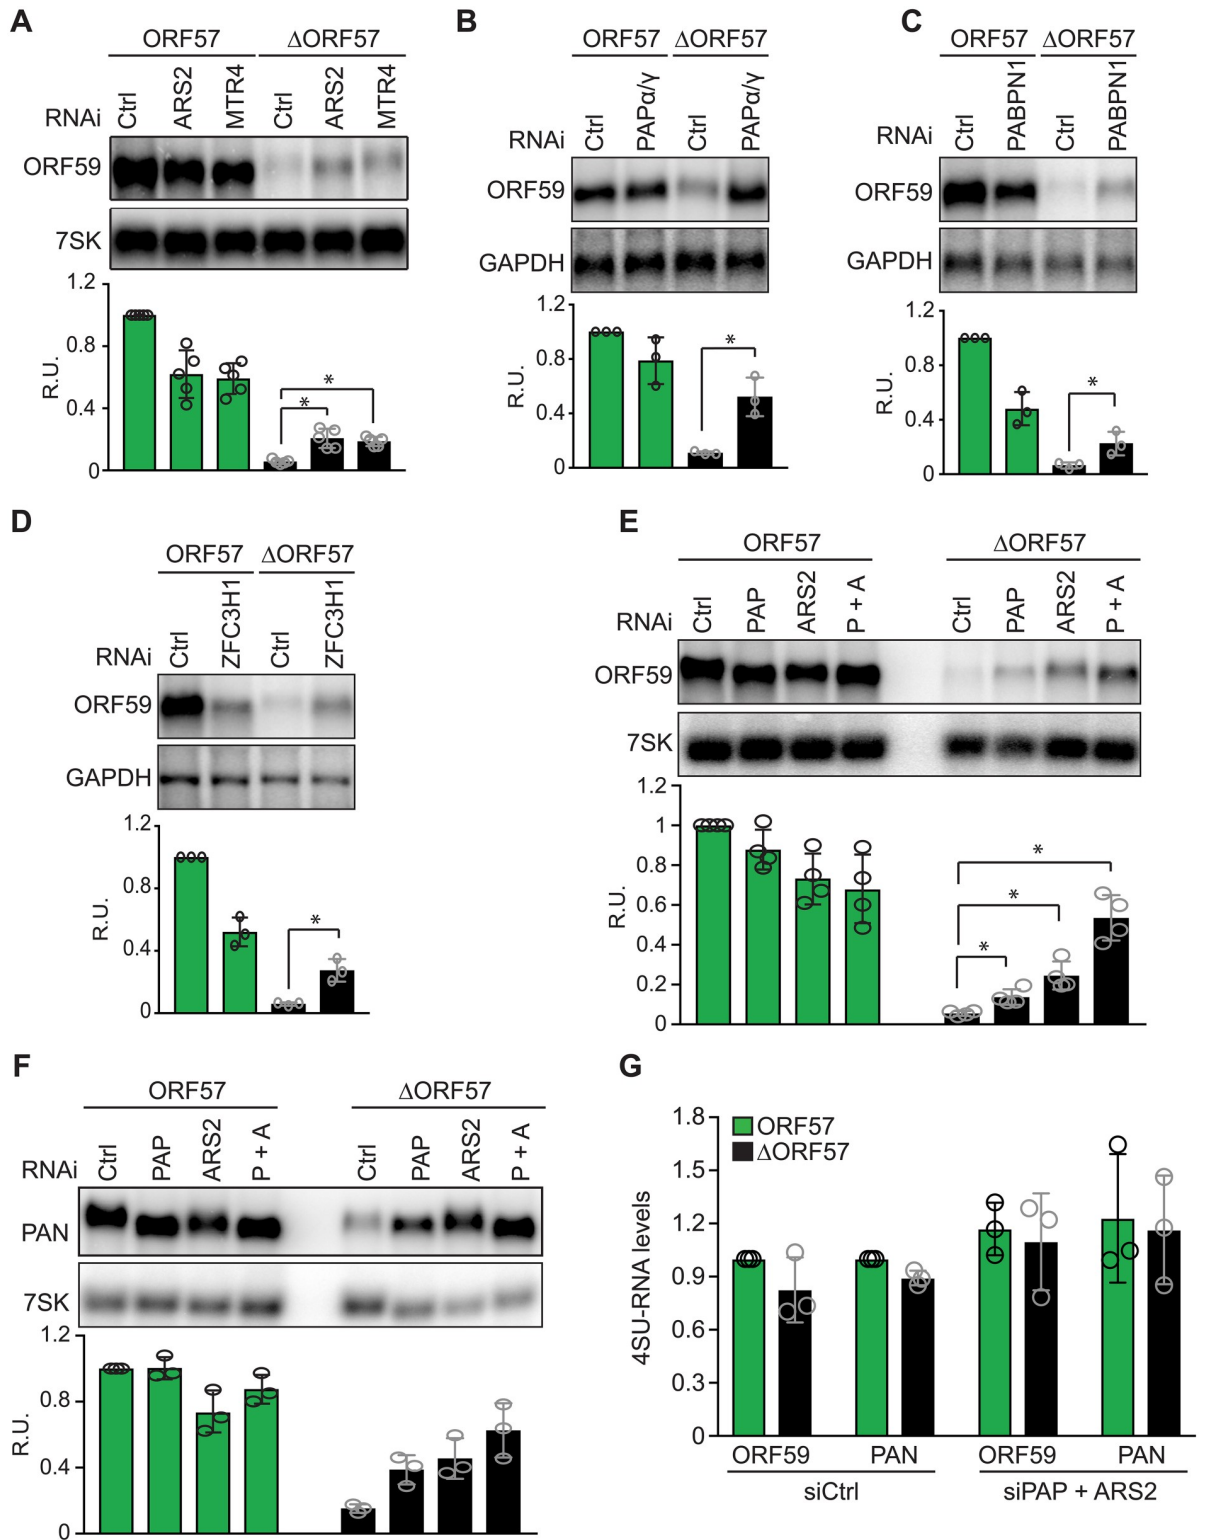 A
ORF57 ΔORF57
RNAi Ctrl ARS2 MTR4 Ctrl ARS2 MTR4
ORF59
7SK
1.2
0.8
0.4
0
R.U.
* *
B
ORF57 ΔORF57
RNAi Ctrl PAPα/γ Ctrl PAPα/γ
ORF59
GAPDH
1.2
0.8
0.4
0
R.U.
*
C
ORF57 ΔORF57
RNAi Ctrl PABPN1 Ctrl PABPN1
ORF59
GAPDH
1.2
0.8
0.4
0
R.U.
*
D
ORF57 ΔORF57
RNAi Ctrl ZFC3H1 Ctrl ZFC3H1
ORF59
GAPDH
1.2
0.8
0.4
0
R.U.
*
E
ORF57 ΔORF57
RNAi Ctrl PAP ARS2 P + A Ctrl PAP ARS2 P + A
ORF59
7SK
1.2
1
0.8
0.6
0.4
0.2
0
R.U.
* * *
F
ORF57 ΔORF57
RNAi Ctrl PAP ARS2 P + A Ctrl PAP ARS2 P + A
PAN
7SK
1.2
0.8
0.4
0
R.U.
G
ORF57
ΔORF57
1.8
1.5
1.2
0.9
0.6
0.3
0
4SU-RNA levels
ORF59 PAN ORF59 PAN
siCtrl siPAP + ARS2